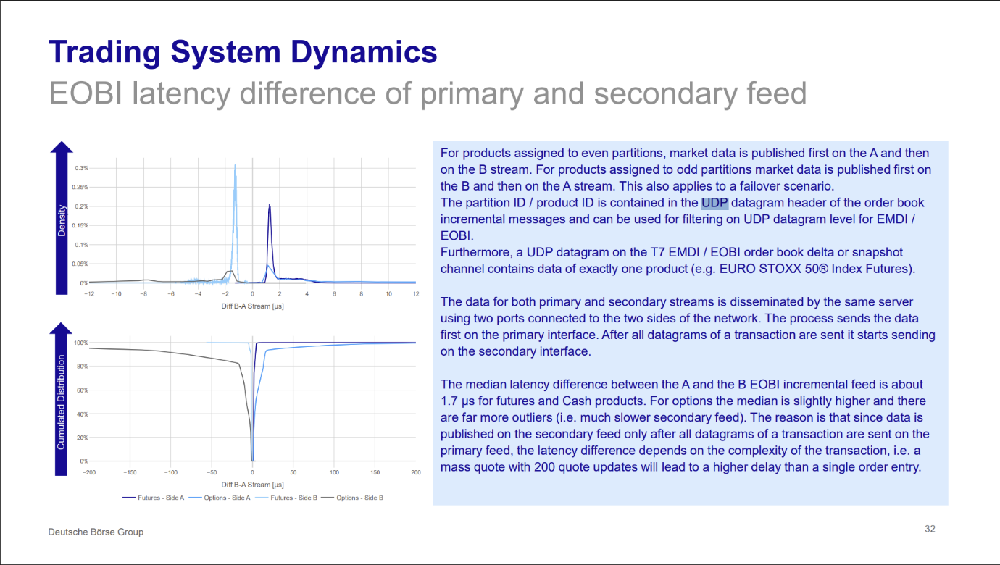 Trading System Dynamics
EOBI latency difference of primary and secondary feed
Density
0.3%
0.25%
0.2%
0.15%
0.1%
0.05%
0%
−12 −10 −8 −6 −4 −2 0 2 4 6 8 10 12
Diff B-A Stream [µs]
Cumulated Distribution
100%
80%
60%
40%
20%
0%
−200 −150 −100 −50 0 50 100 150 200
Diff B-A Stream [µs]
Futures - Side A Options - Side A Futures - Side B Options - Side B
For products assigned to even partitions, market data is published first on the A and then
on the B stream. For products assigned to odd partitions market data is published first on
the B and then on the A stream. This also applies to a failover scenario.
The partition ID / product ID is contained in the UDP datagram header of the order book
incremental messages and can be used for filtering on UDP datagram level for EMDI /
EOBI.
Furthermore, a UDP datagram on the T7 EMDI / EOBI order book delta or snapshot
channel contains data of exactly one product (e.g. EURO STOXX 50® Index Futures).
The data for both primary and secondary streams is disseminated by the same server
using two ports connected to the two sides of the network. The process sends the data
first on the primary interface. After all datagrams of a transaction are sent it starts sending
on the secondary interface.
The median latency difference between the A and the B EOBI incremental feed is about
1.7 µs for futures and Cash products. For options the median is slightly higher and there
are far more outliers (i.e. much slower secondary feed). The reason is that since data is
published on the secondary feed only after all datagrams of a transaction are sent on the
primary feed, the latency difference depends on the complexity of the transaction, i.e. a
mass quote with 200 quote updates will lead to a higher delay than a single order entry.
Deutsche Börse Group
32